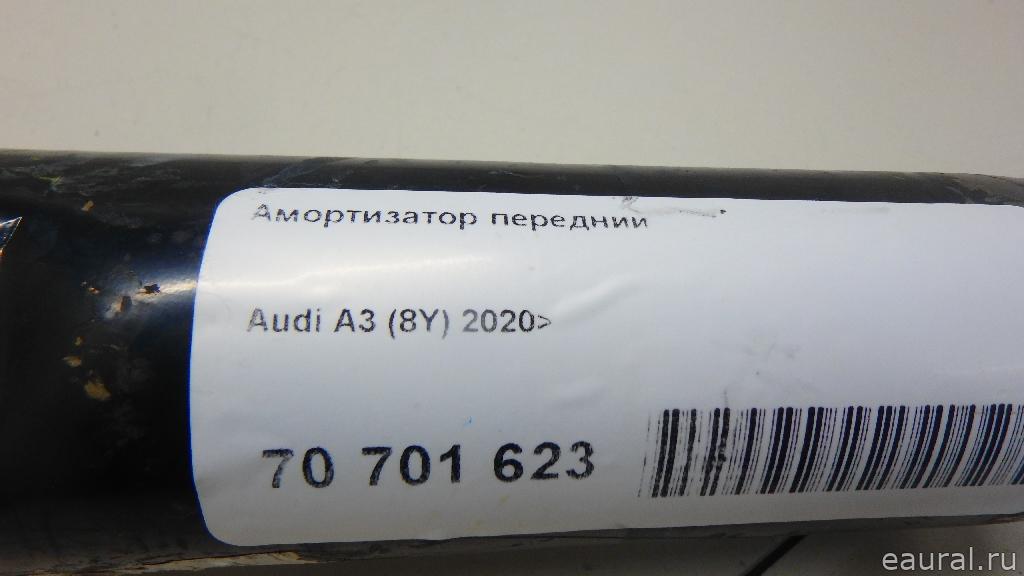 Амортизатор передний
Audi A3 (8Y) 2020>
70 701 623
eaural.ru